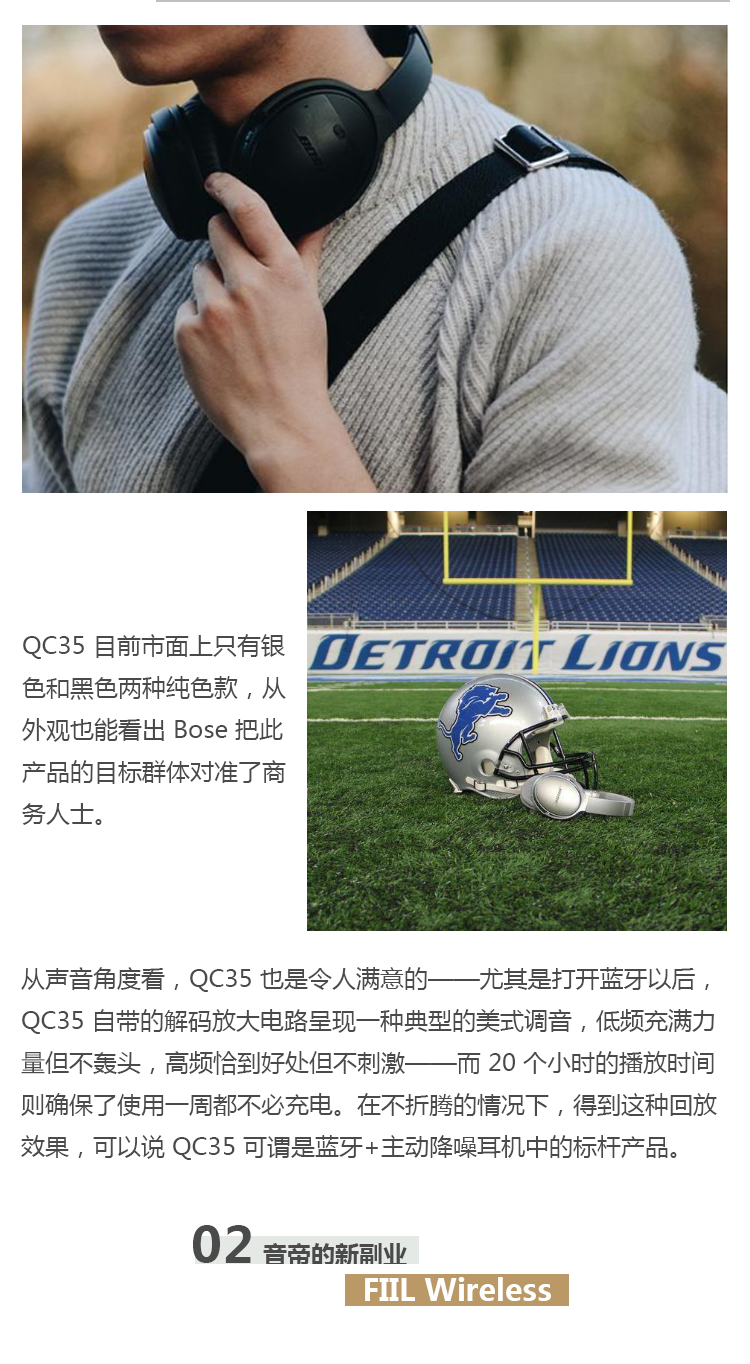 BOSE
DETROIT LIONS
QC35 目前市面上只有银
色和黑色两种纯色款，从
外观也能看出 Bose 把此
产品的目标群体对准了商
务人士。
从声音角度看，QC35 也是令人满意的——尤其是打开蓝牙以后，
QC35 自带的解码放大电路呈现一种典型的美式调音，低频充满力
量但不轰头，高频恰到好处但不刺激——而 20 个小时的播放时间
则确保了使用一周都不必充电。在不折腾的情况下，得到这种回放
效果，可以说 QC35 可谓是蓝牙+主动降噪耳机中的标杆产品。
02 音帝的新副业
FIIL Wireless